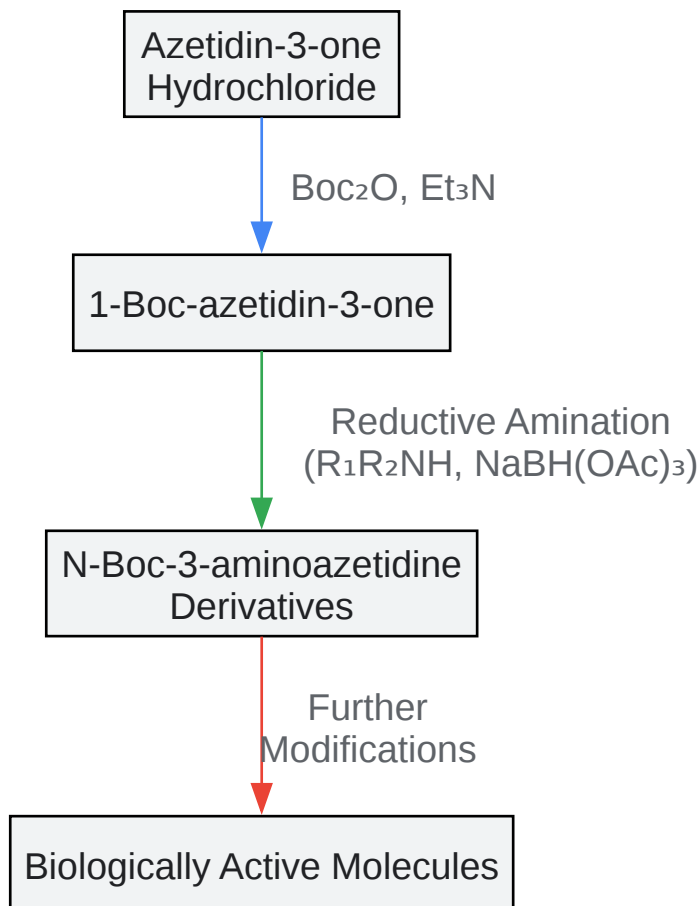 Azetidin-3-one
Hydrochloride
Boc₂O, Et₃N
1-Boc-azetidin-3-one
Reductive Amination
(R₁R₂NH, NaBH(OAc)₃)
N-Boc-3-aminoazetidine
Derivatives
Further
Modifications
Biologically Active Molecules